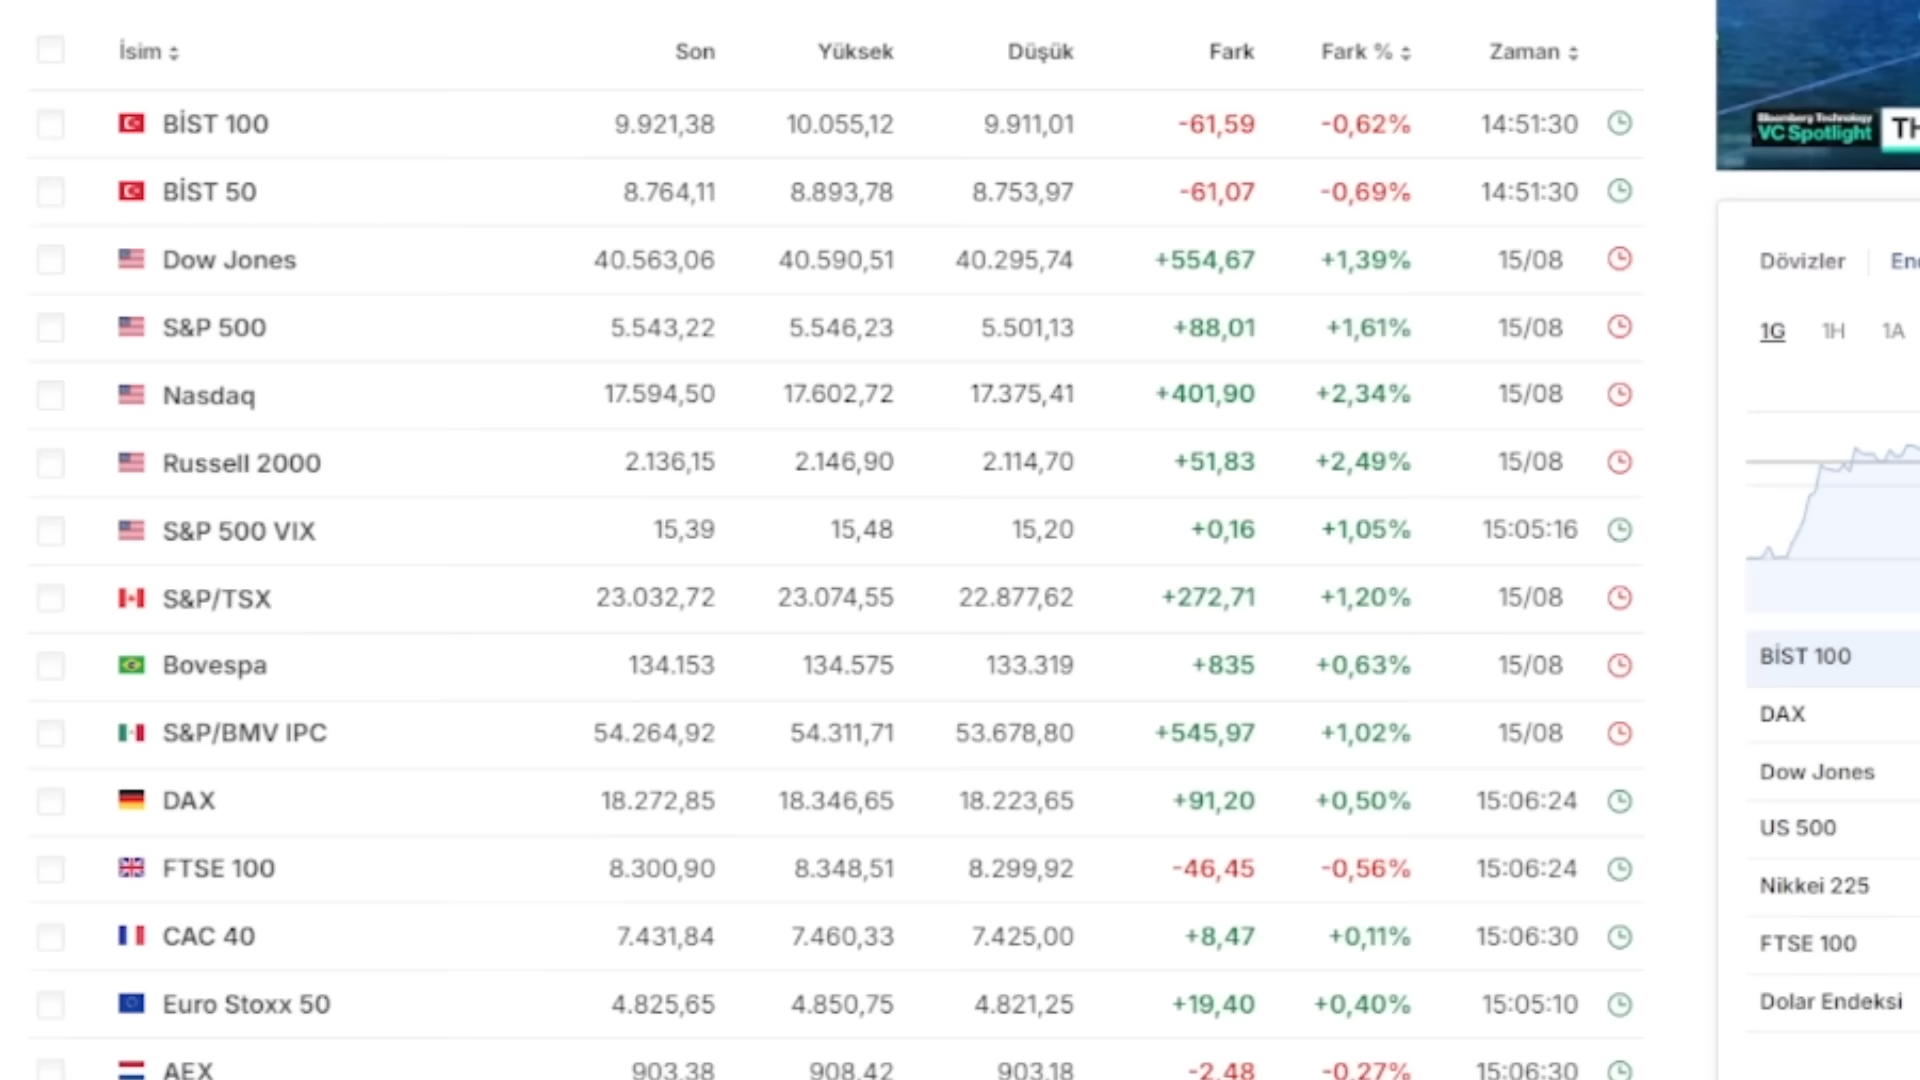 İsim Son Yüksek Düşük Fark Fark % Zaman
BİST 100 9.921,38 10.055,12 9.911,01 -61,59 -0,62% 14:51:30
BİST 50 8.764,11 8.893,78 8.753,97 -61,07 -0,69% 14:51:30
Dow Jones 40.563,06 40.590,51 40.295,74 +554,67 +1,39% 15/08
S&P 500 5.543,22 5.546,23 5.501,13 +88,01 +1,61% 15/08
Nasdaq 17.594,50 17.602,72 17.375,41 +401,90 +2,34% 15/08
Russell 2000 2.136,15 2.146,90 2.114,70 +51,83 +2,49% 15/08
S&P 500 VIX 15,39 15,48 15,20 +0,16 +1,05% 15:05:16
S&P/TSX 23.032,72 23.074,55 22.877,62 +272,71 +1,20% 15/08
Bovespa 134.153 134.575 133.319 +835 +0,63% 15/08
S&P/BMV IPC 54.264,92 54.311,71 53.678,80 +545,97 +1,02% 15/08
DAX 18.272,85 18.346,65 18.223,65 +91,20 +0,50% 15:06:24
FTSE 100 8.300,90 8.348,51 8.299,92 -46,45 -0,56% 15:06:24
CAC 40 7.431,84 7.460,33 7.425,00 +8,47 +0,11% 15:06:30
Euro Stoxx 50 4.825,65 4.850,75 4.821,25 +19,40 +0,40% 15:05:10
AEX 903,38 908,42 903,18 -2,48 -0,27% 15:06:30
Bloomberg Technology
VC Spotlight
TH
Dövizler En
1G 1H 1A
BİST 100
DAX
Dow Jones
US 500
Nikkei 225
FTSE 100
Dolar Endeksi